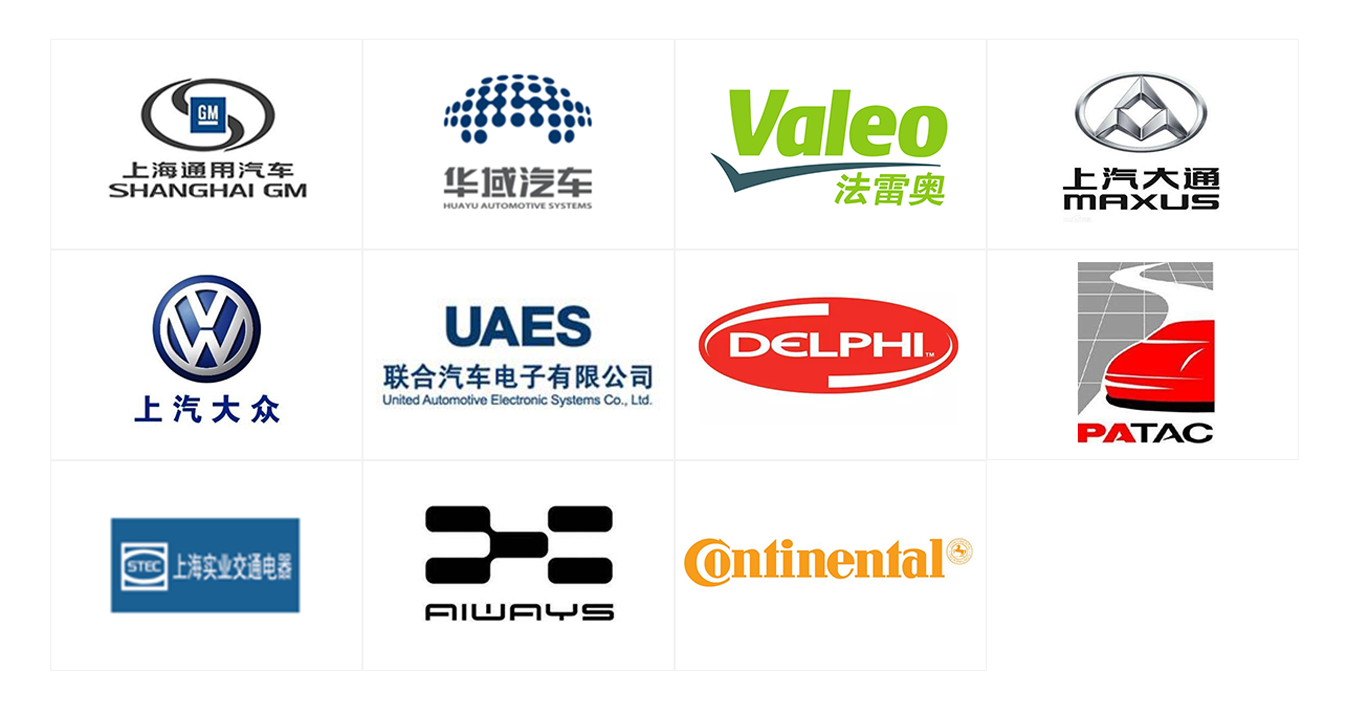 GM
上海通用汽车
SHANGHAI GM
华域汽车
HUAYU AUTOMOTIVE SYSTEMS
Valeo
法雷奥
上汽大通
MAXUS
VW
上汽大众
UAES
联合汽车电子有限公司
United Automotive Electronic Systems Co., Ltd.
DELPHI™
PATAC
STEC
上海实业交通电器
AIWAYS
Continental